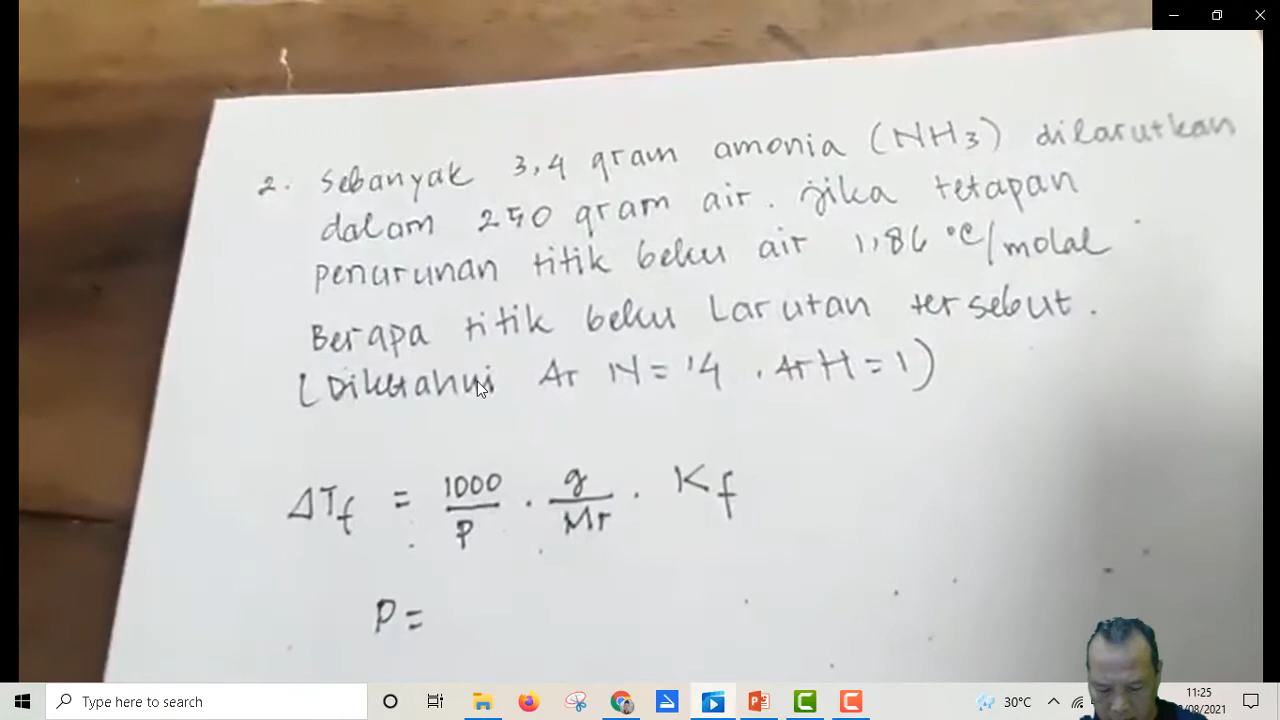 2. Sebanyak 3,4 gram amonia (NH3) dilarutkan
dalam 250 gram air. jika tetapan
penurunan titik beku air 1,86 °C/molal
Berapa titik beku Larutan tersebut.
(Diketahui Ar N = 14 . Ar H = 1)
ΔTf = 1000/P . g/Mr . Kf
P =
Type here to search
30°C
11:25
/08/2021